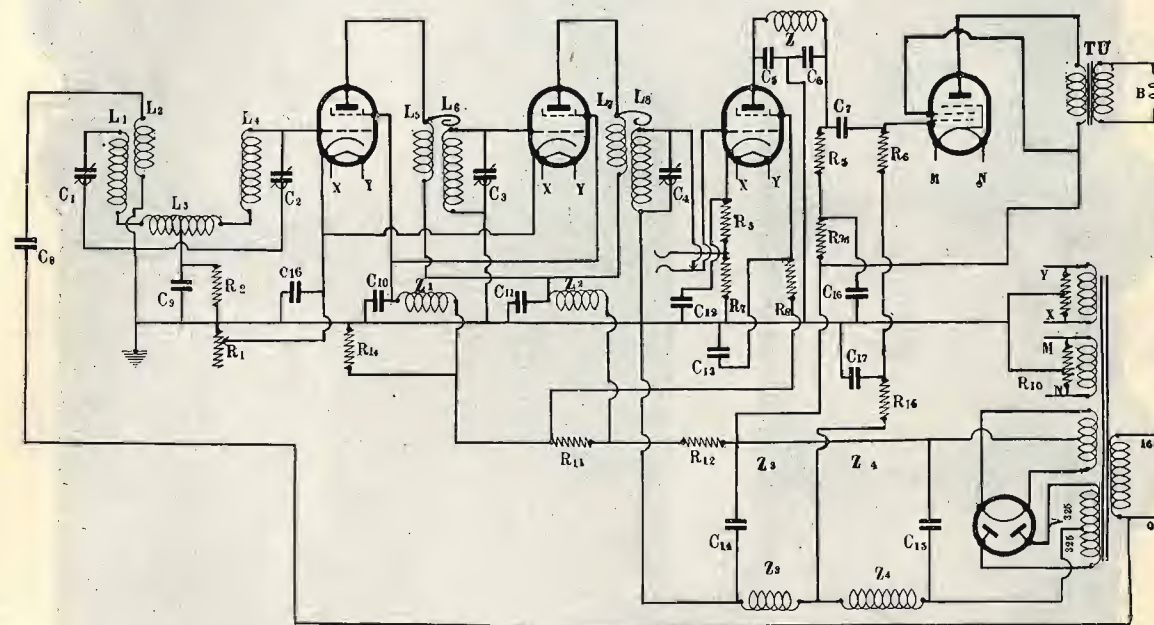 Z
TU
C5
C6
B
L2
L1
L4
L5
L6
L7
L8
C7
R5
R6
C1
C2
C3
C4
X Y
X Y
X Y
M N
L3
R3
C8
C9
R2
C16
C10
Z1
C11
Z2
C12
R7
R8
C16
Y
X
R1
R14
C13
C17
M
R10
N
R16
R11
R12
Z3
Z4
16
C14
C15
V
325
325
Z3
Z4